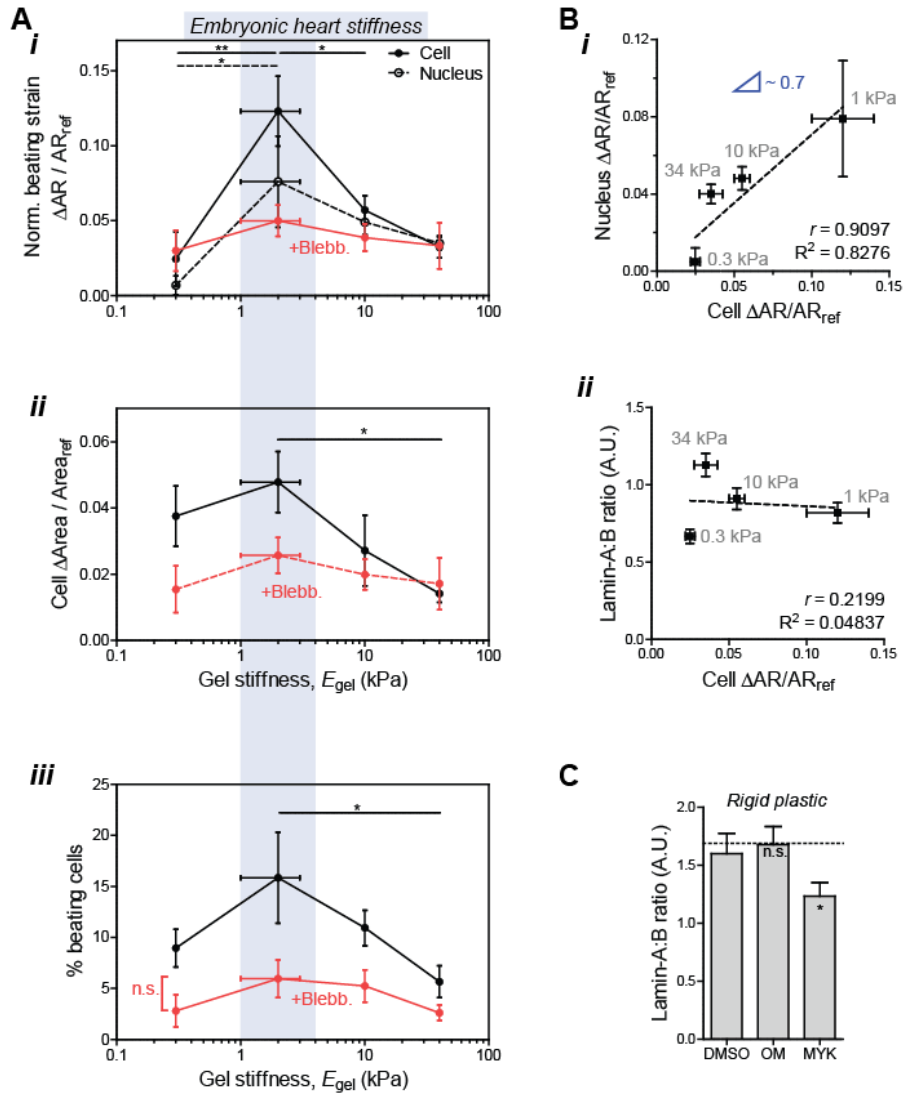 A
Embryonic heart stiffness
i
**
*
*
Cell
Nucleus
Norm. beating strain
ΔAR / ARref
0.15
0.10
0.05
0.00
+Blebb.
0.1
1
10
100
ii
Cell ΔArea / Arearef
0.06
0.04
0.02
0.00
*
+Blebb.
0.1
1
10
100
Gel stiffness, Egel (kPa)
iii
% beating cells
25
20
15
10
5
0
*
n.s.
+Blebb.
0.1
1
10
100
Gel stiffness, Egel (kPa)
B
i
Nucleus ΔAR/ARref
0.12
0.08
0.04
0.00
~ 0.7
1 kPa
10 kPa
34 kPa
0.3 kPa
r = 0.9097
R² = 0.8276
0.00
0.05
0.10
0.15
Cell ΔAR/ARref
ii
Lamin-A:B ratio (A.U.)
1.5
1.0
0.5
0.0
34 kPa
10 kPa
1 kPa
0.3 kPa
r = 0.2199
R² = 0.04837
0.00
0.05
0.10
0.15
Cell ΔAR/ARref
C
Rigid plastic
Lamin-A:B ratio (A.U.)
2.0
1.5
1.0
0.5
0.0
n.s.
*
DMSO
OM
MYK